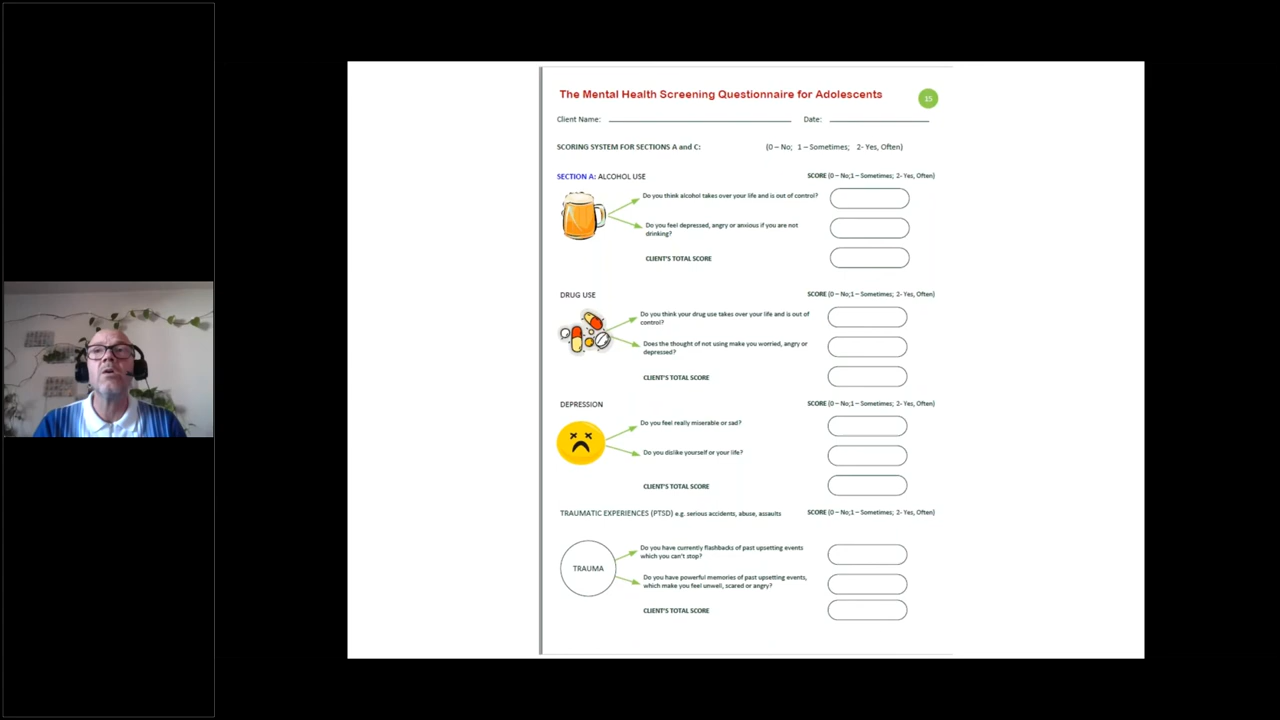 The Mental Health Screening Questionnaire for Adolescents
15
Client Name: Date:
SCORING SYSTEM FOR SECTIONS A and C: (0 – No; 1 – Sometimes; 2- Yes, Often)
SECTION A: ALCOHOL USE SCORE (0 – No;1 – Sometimes; 2- Yes, Often)
Do you think alcohol takes over your life and is out of control?
Do you feel depressed, angry or anxious if you are not
drinking?
CLIENT'S TOTAL SCORE
DRUG USE SCORE (0 – No;1 – Sometimes; 2- Yes, Often)
Do you think your drug use takes over your life and is out of
control?
Does the thought of not using make you worried, angry or
depressed?
CLIENT'S TOTAL SCORE
DEPRESSION SCORE (0 – No;1 – Sometimes; 2- Yes, Often)
Do you feel really miserable or sad?
Do you dislike yourself or your life?
CLIENT'S TOTAL SCORE
TRAUMATIC EXPERIENCES (PTSD) e.g. serious accidents, abuse, assaults SCORE (0 – No;1 – Sometimes; 2- Yes, Often)
Do you have currently flashbacks of past upsetting events
which you can't stop?
TRAUMA
Do you have powerful memories of past upsetting events,
which make you feel unwell, scared or angry?
CLIENT'S TOTAL SCORE